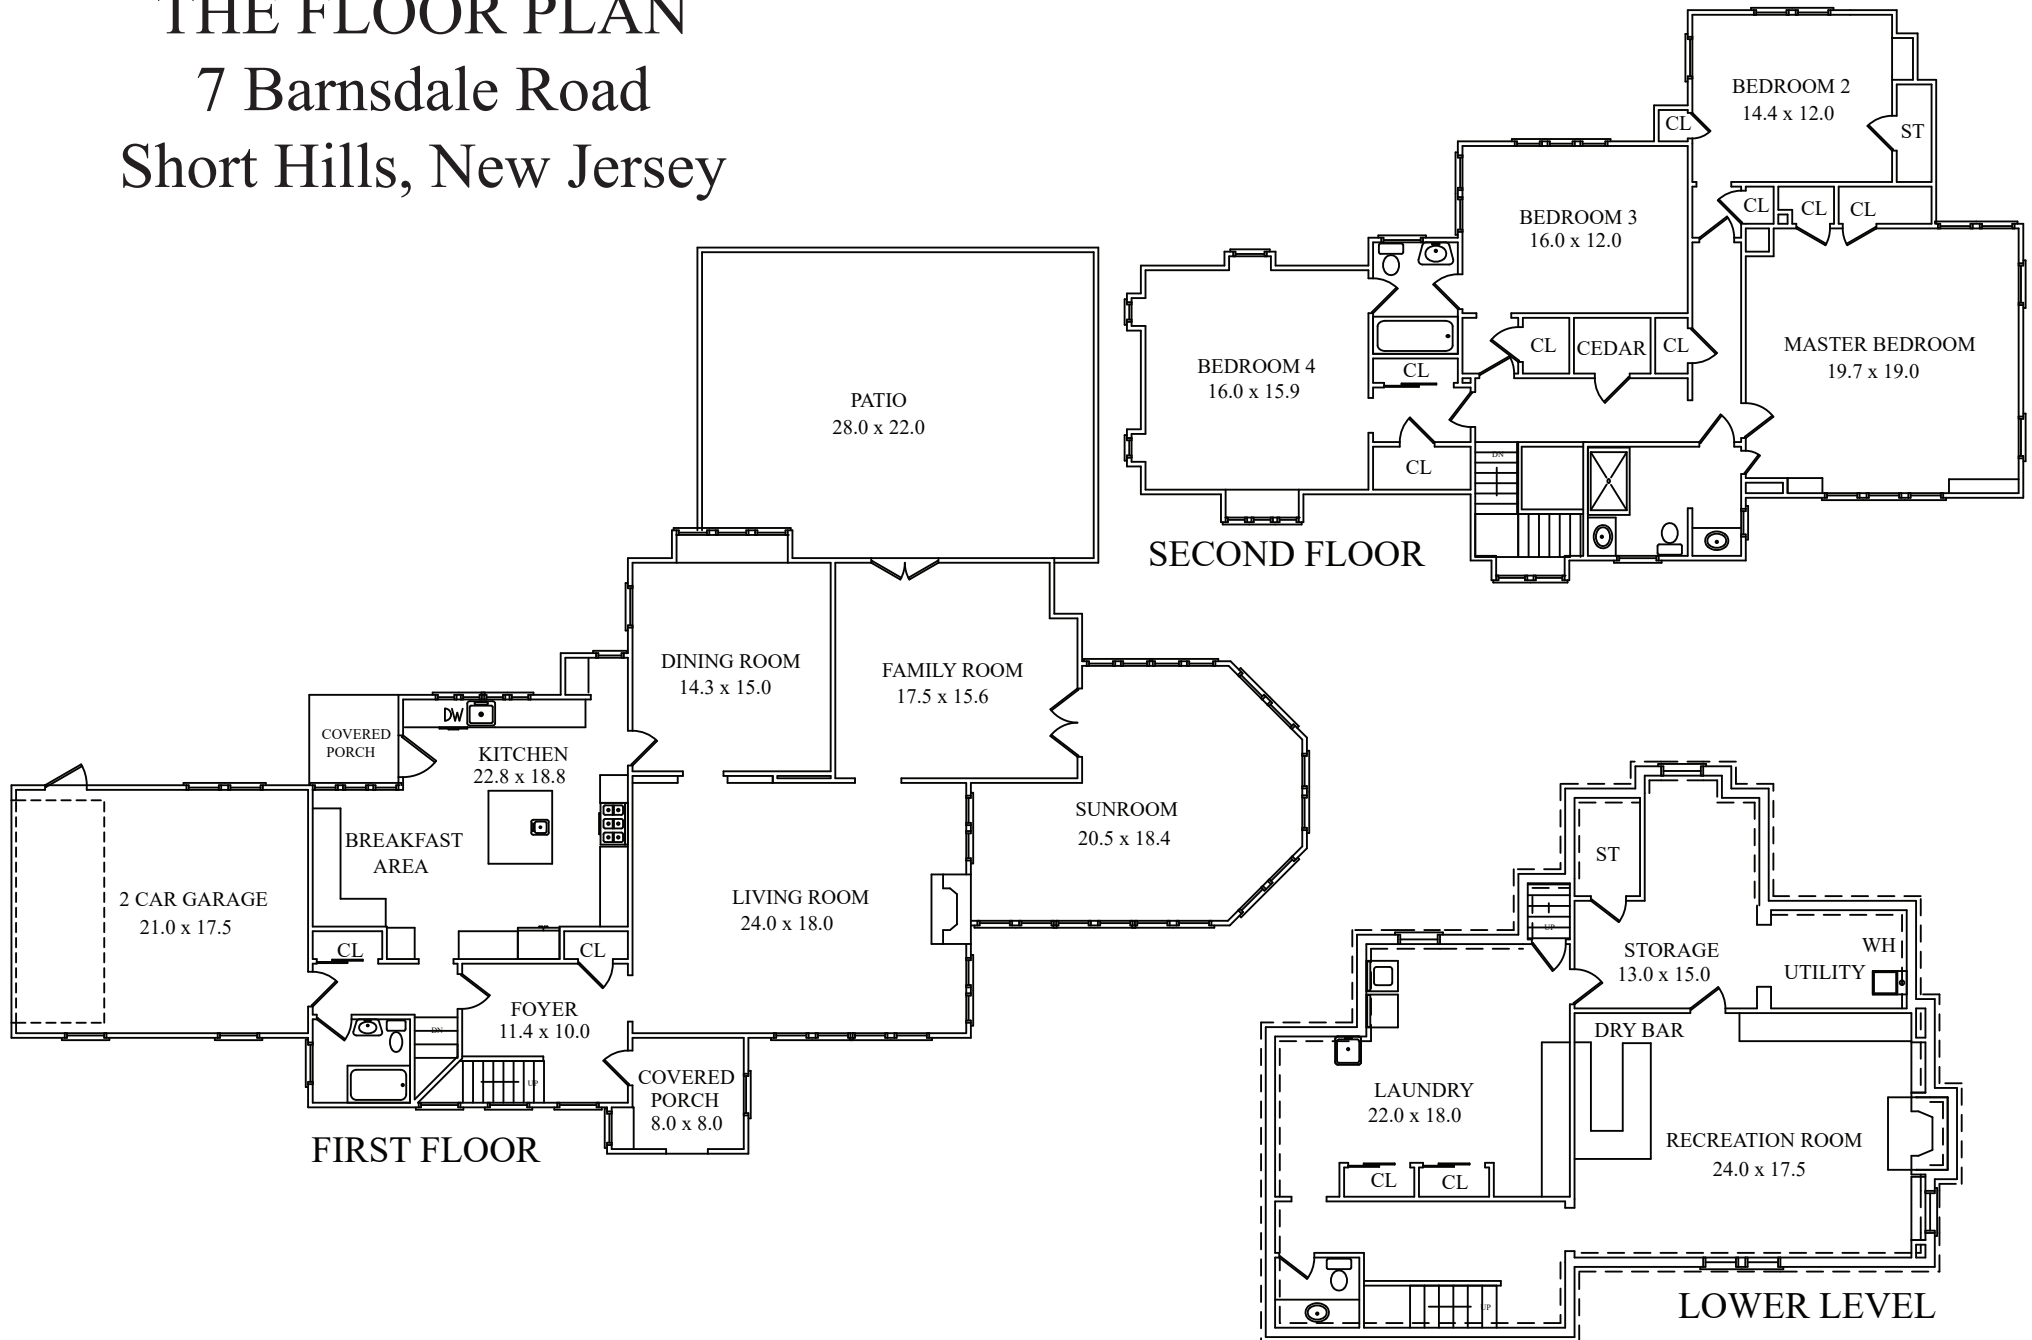 THE FLOOR PLAN
7 Barnsdale Road
Short Hills, New Jersey
BEDROOM 2
14.4 x 12.0
CL
ST
BEDROOM 3
16.0 x 12.0
CL
CL
CL
BEDROOM 4
16.0 x 15.9
CL
CL
CEDAR
CL
MASTER BEDROOM
19.7 x 19.0
CL
DN
SECOND FLOOR
PATIO
28.0 x 22.0
DINING ROOM
14.3 x 15.0
FAMILY ROOM
17.5 x 15.6
COVERED
PORCH
DW
KITCHEN
22.8 x 18.8
BREAKFAST
AREA
SUNROOM
20.5 x 18.4
2 CAR GARAGE
21.0 x 17.5
LIVING ROOM
24.0 x 18.0
CL
CL
FOYER
11.4 x 10.0
DN
UP
COVERED
PORCH
8.0 x 8.0
FIRST FLOOR
ST
UP
STORAGE
13.0 x 15.0
WH
UTILITY
DRY BAR
LAUNDRY
22.0 x 18.0
RECREATION ROOM
24.0 x 17.5
CL
CL
UP
LOWER LEVEL